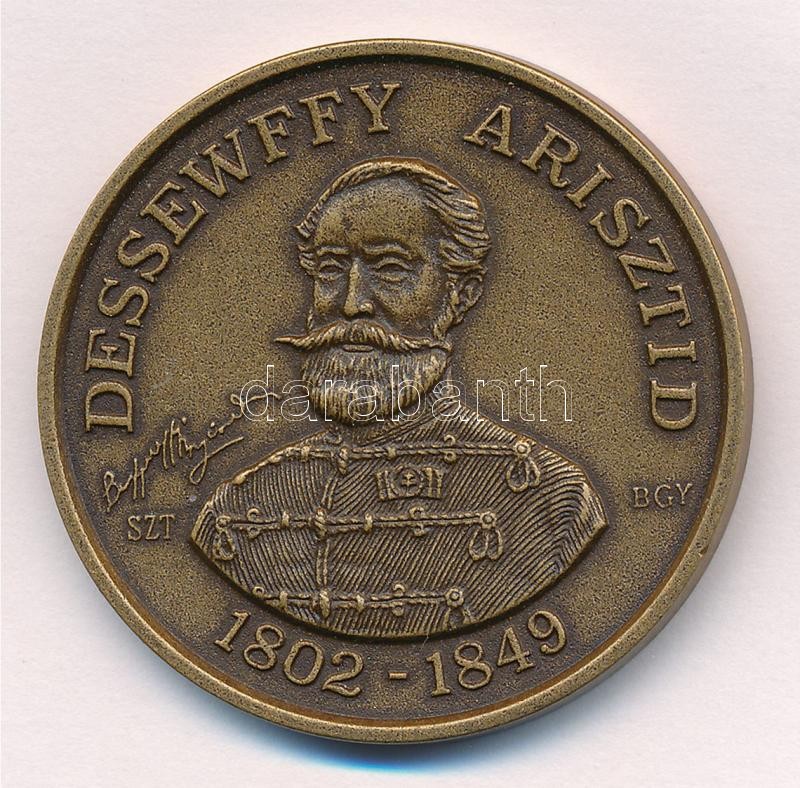 DESSEWFFY ARISZTID
darabanth
SZT
BGY
1802 - 1849